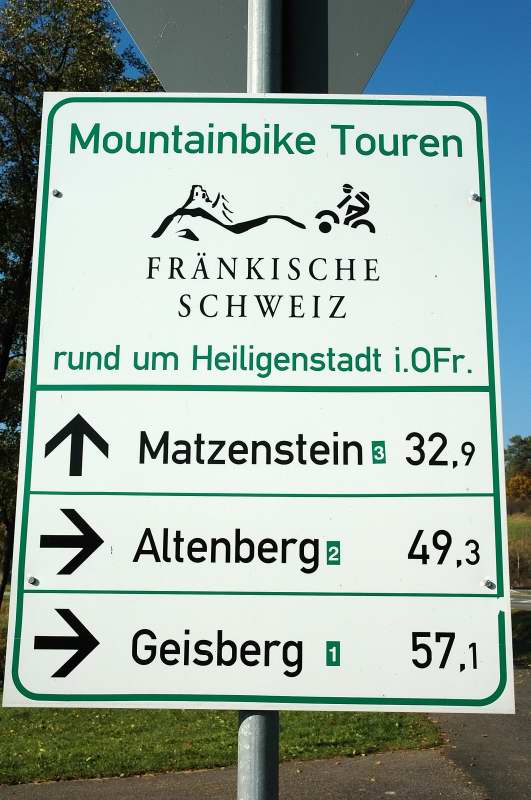 Mountainbike Touren
FRÄNKISCHE
SCHWEIZ
rund um Heiligenstadt i.OFr.
Matzenstein 3 32,9
Altenberg 2 49,3
Geisberg 1 57,1